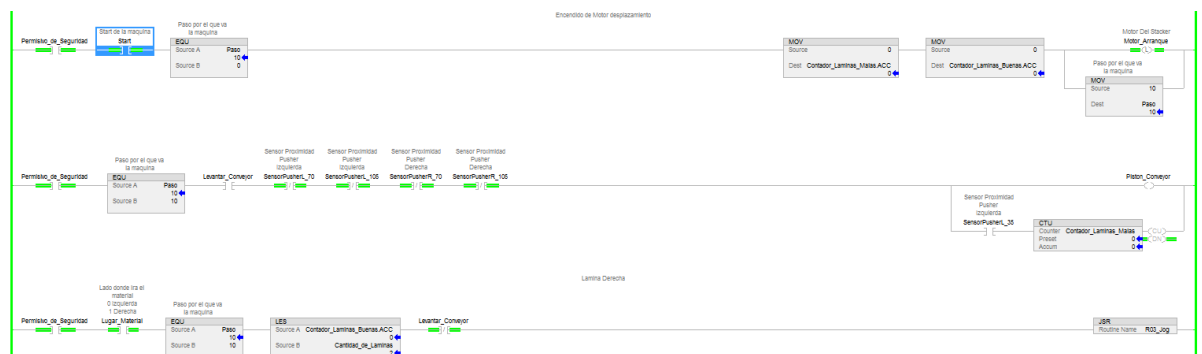 Encendido de Motor desplazamiento
Start de la maquina
Paso por el que va
la maquina
Permisivo_de_Seguridad
Start
EQU
Source A Paso
10
Source B 0
MOV
Source 0
Dest Contador_Laminas_Malas.ACC
0
MOV
Source 0
Dest Contador_Laminas_Buenas.ACC
0
Motor Del Stacker
Motor_Arranque
L
Paso por el que va
la maquina
MOV
Source 10
Dest Paso
10
Permisivo_de_Seguridad
Paso por el que va
la maquina
EQU
Source A Paso
10
Source B 10
Levantar_Conveyor
Sensor Proximidad
Pusher
Izquierda
SensorPusherL_70
Sensor Proximidad
Pusher
Izquierda
SensorPusherL_105
Sensor Proximidad
Pusher
Derecha
SensorPusherR_70
Sensor Proximidad
Pusher
Derecha
SensorPusherR_105
Piston_Conveyor
Sensor Proximidad
Pusher
Izquierda
SensorPusherL_35
CTU
Counter Contador_Laminas_Malas
Preset 0
Accum 0
CU
DN
Lamina Derecha
Permisivo_de_Seguridad
Lado donde ira el
material
0 Izquierda
1 Derecha
Lugar_Material
Paso por el que va
la maquina
EQU
Source A Paso
10
Source B 10
LES
Source A Contador_Laminas_Buenas.ACC
0
Source B Cantidad_de_Laminas
2
Levantar_Conveyor
JSR
Routine Name R03_Jog